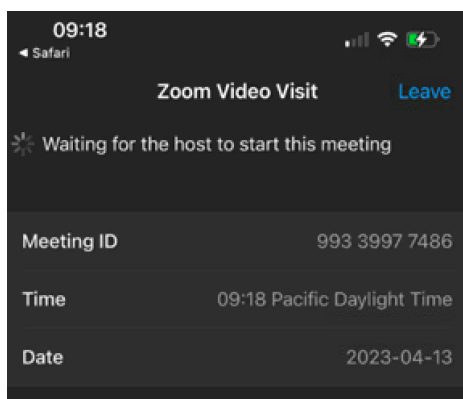 09:18
◀ Safari
Zoom Video Visit Leave
Waiting for the host to start this meeting
Meeting ID 993 3997 7486
Time 09:18 Pacific Daylight Time
Date 2023-04-13